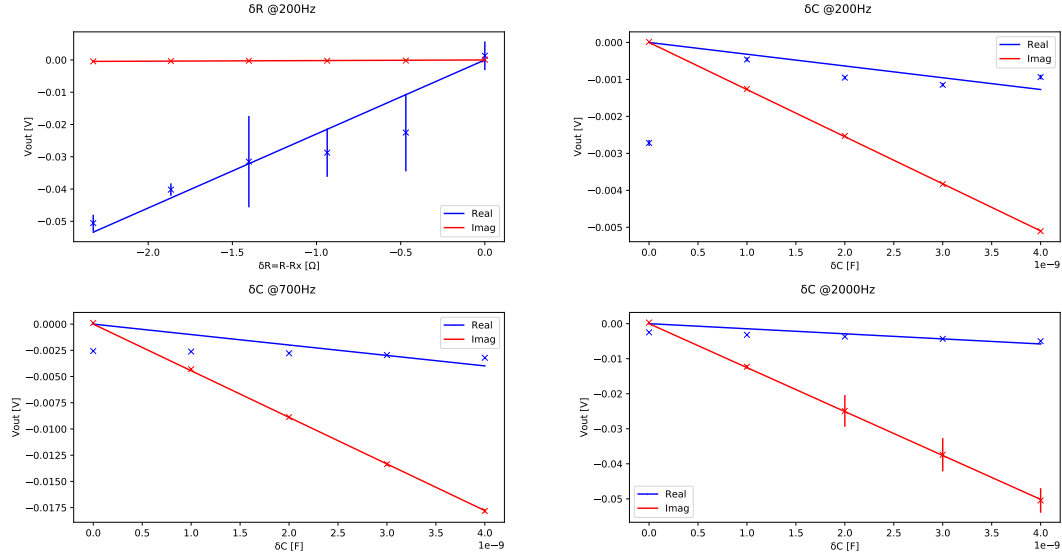 δR @200Hz
0.00
−0.01
−0.02
−0.03
−0.04
−0.05
Vout [V]
Real
Imag
−2.0
−1.5
−1.0
−0.5
0.0
δR=R-Rx [Ω]
δC @200Hz
0.000
−0.001
−0.002
−0.003
−0.004
−0.005
Vout [V]
Real
Imag
0.0
0.5
1.0
1.5
2.0
2.5
3.0
3.5
4.0
1e−9
δC [F]
δC @700Hz
0.0000
−0.0025
−0.0050
−0.0075
−0.0100
−0.0125
−0.0150
−0.0175
Vout [V]
Real
Imag
0.0
0.5
1.0
1.5
2.0
2.5
3.0
3.5
4.0
1e−9
δC [F]
δC @2000Hz
0.00
−0.01
−0.02
−0.03
−0.04
−0.05
Vout [V]
Real
Imag
0.0
0.5
1.0
1.5
2.0
2.5
3.0
3.5
4.0
1e−9
δC [F]